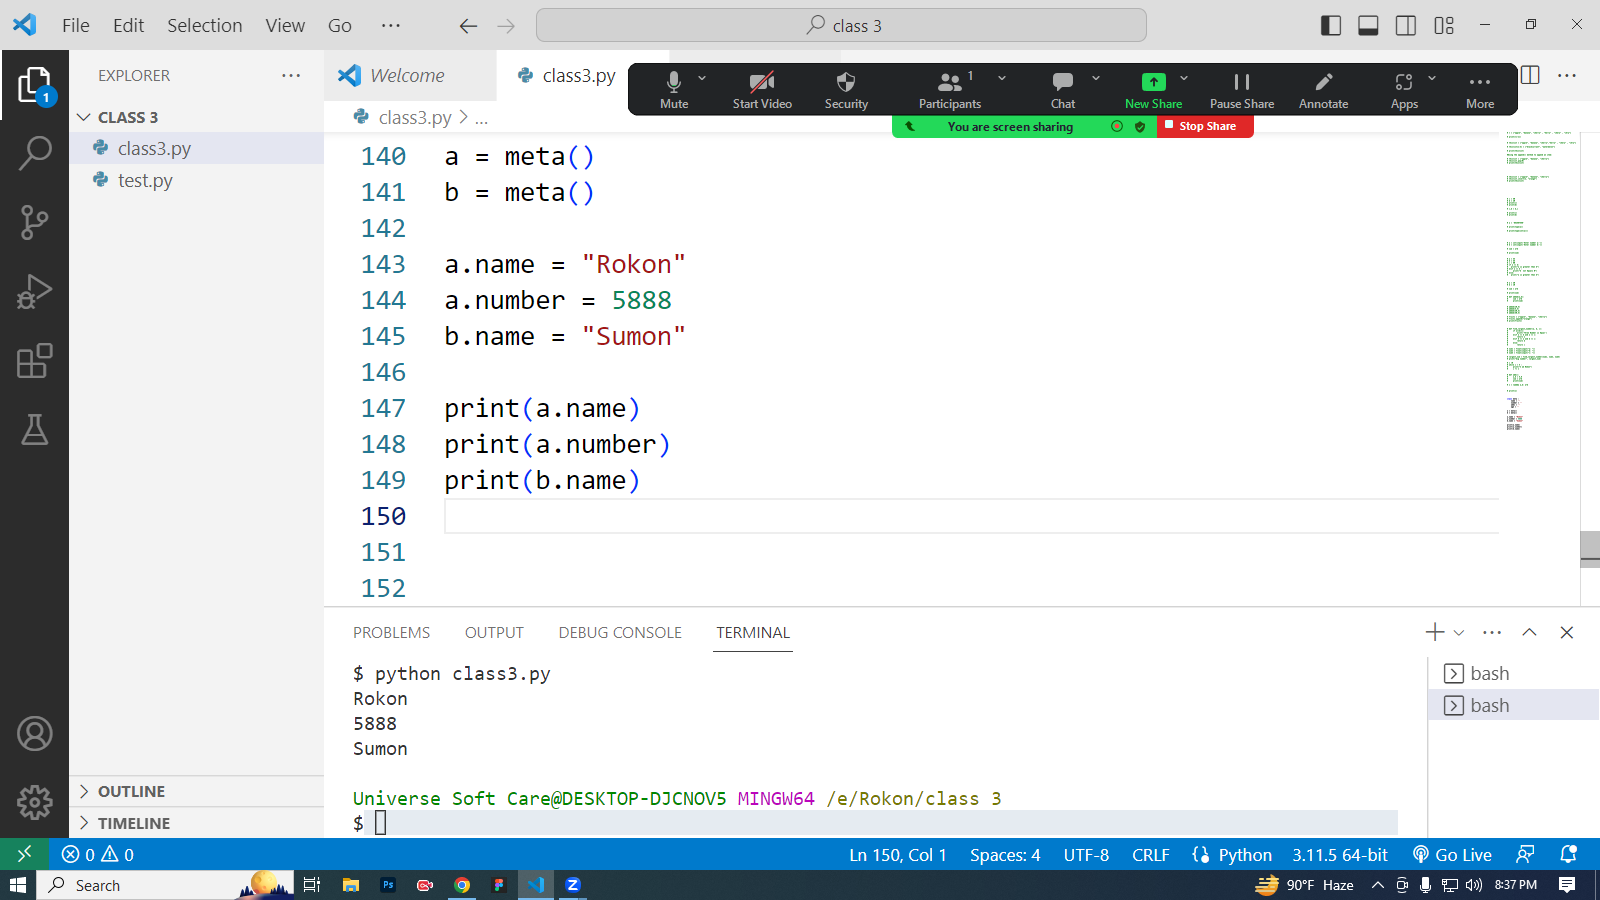 File Edit Selection View Go ··· class 3
EXPLORER ···
Welcome
class3.py
Mute
Start Video
Security
1
Participants
Chat
New Share
Pause Share
Annotate
Apps
More
You are screen sharing
Stop Share
1
CLASS 3
class3.py
test.py
class3.py > ...
140 a = meta()
141 b = meta()
142
143 a.name = "Rokon"
144 a.number = 5888
145 b.name = "Sumon"
146
147 print(a.name)
148 print(a.number)
149 print(b.name)
150
151
152
PROBLEMS OUTPUT DEBUG CONSOLE TERMINAL
$ python class3.py
Rokon
5888
Sumon
Universe Soft Care@DESKTOP-DJCNOV5 MINGW64 /e/Rokon/class 3
$
bash
bash
OUTLINE
TIMELINE
0 0 Ln 150, Col 1 Spaces: 4 UTF-8 CRLF Python 3.11.5 64-bit Go Live
Search Ps 90°F Haze 8:37 PM